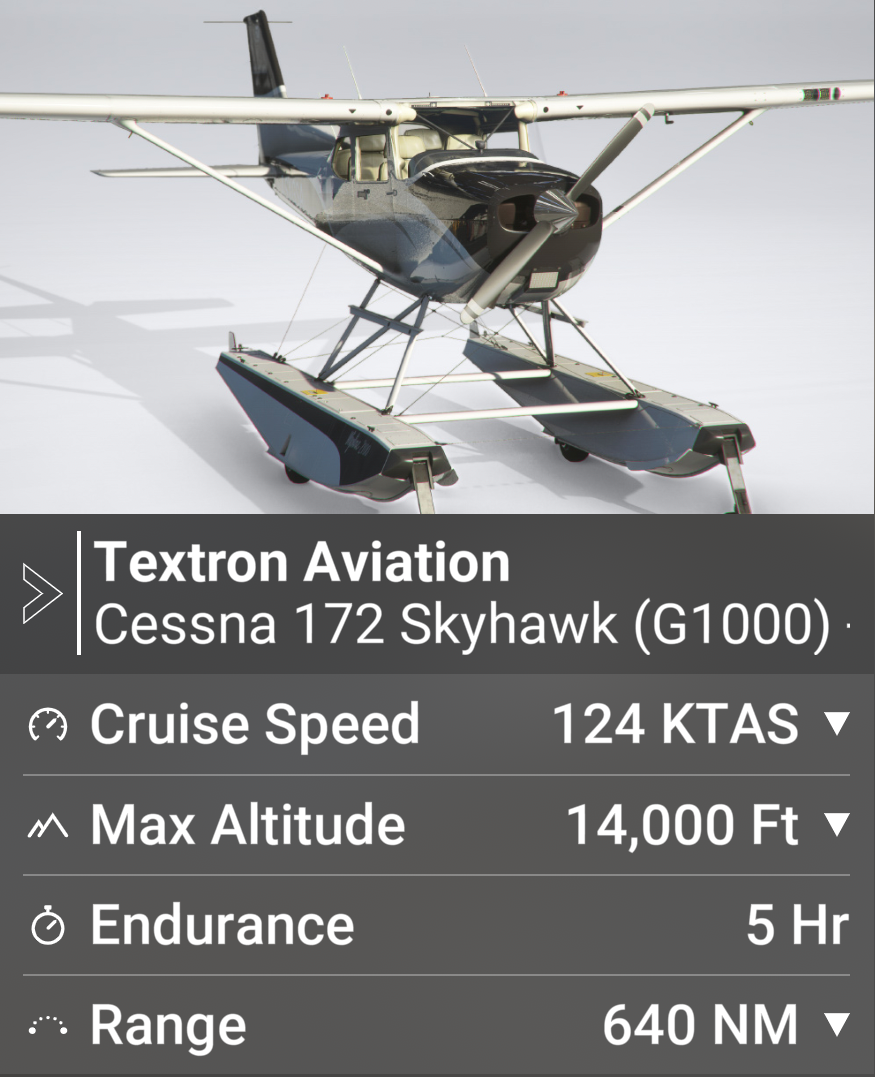 Textron Aviation
Cessna 172 Skyhawk (G1000)
Cruise Speed 124 KTAS
Max Altitude 14,000 Ft
Endurance 5 Hr
Range 640 NM